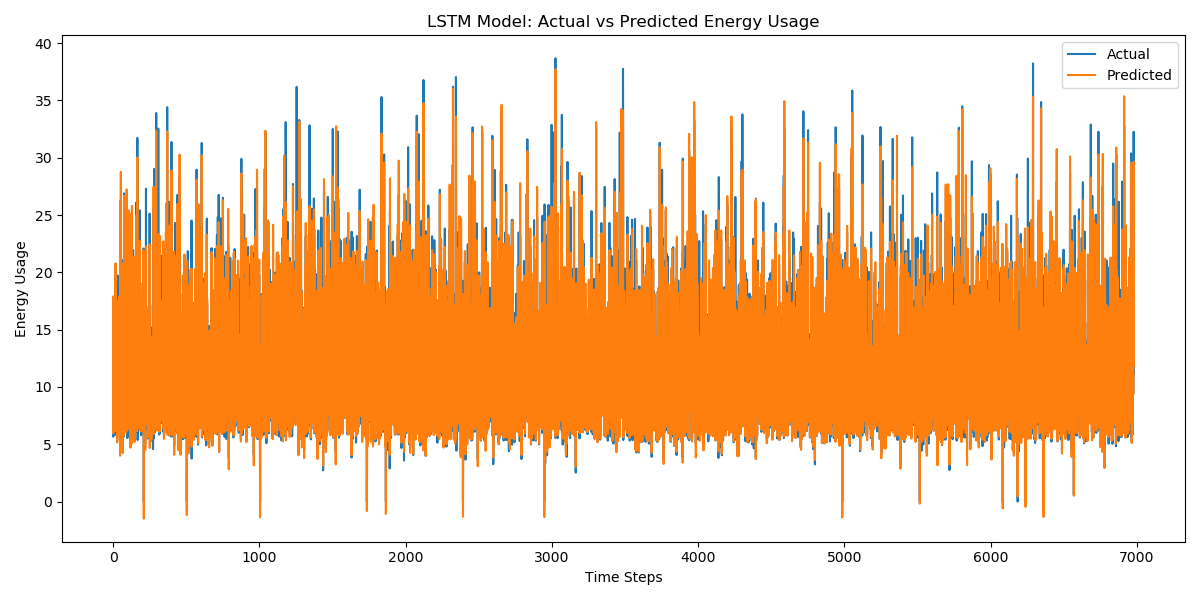 LSTM Model: Actual vs Predicted Energy Usage
Actual
Predicted
Energy Usage
40
35
30
25
20
15
10
5
0
0 1000 2000 3000 4000 5000 6000 7000
Time Steps